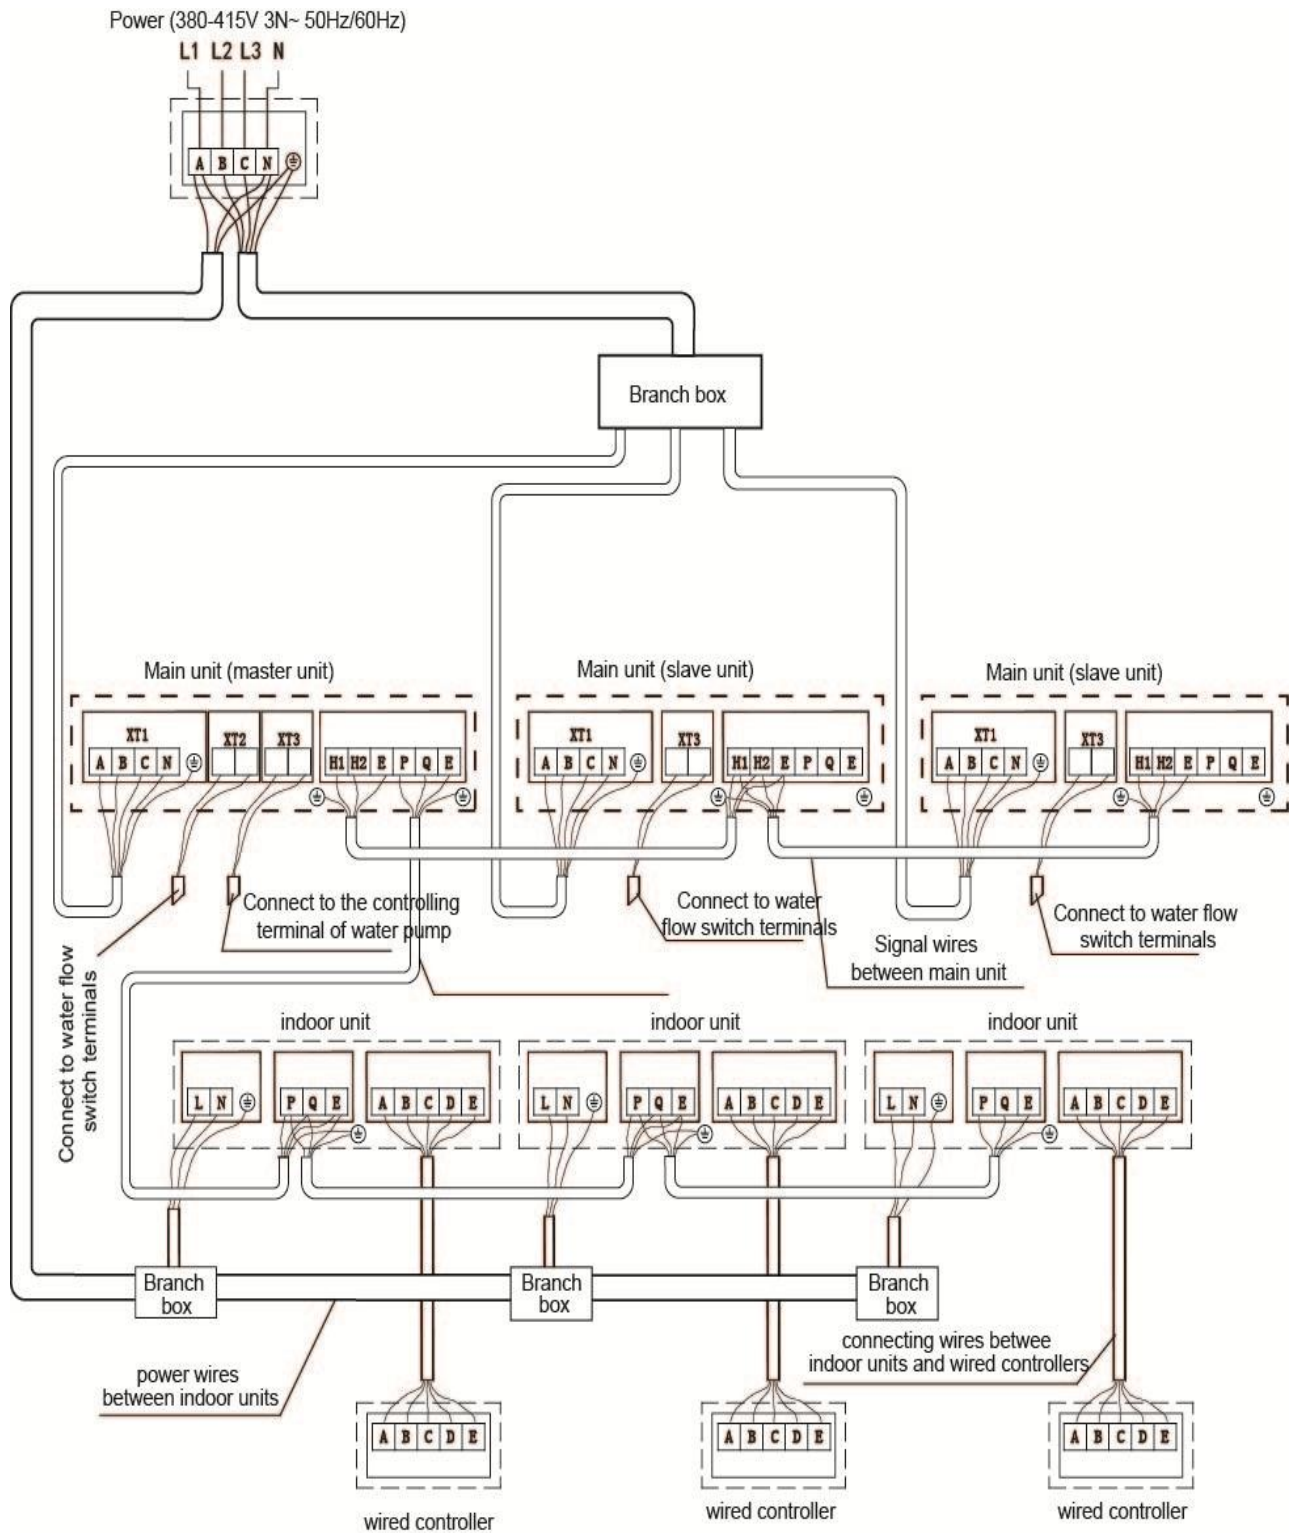 Power (380-415V 3N~ 50Hz/60Hz)
L1 L2 L3 N
A B C N
Branch box
Main unit (master unit)
Main unit (slave unit)
Main unit (slave unit)
XT1 XT2 XT3
A B C N H1 H2 E P Q E
XT1 XT3
A B C N H1 H2 E P Q E
XT1 XT3
A B C N H1 H2 E P Q E
Connect to water flow
switch terminals
Connect to the controlling
terminal of water pump
Connect to water
flow switch terminals
Signal wires
between main unit
Connect to water flow
switch terminals
indoor unit
indoor unit
indoor unit
L N P Q E A B C D E
L N P Q E A B C D E
L N P Q E A B C D E
Branch
box
Branch
box
Branch
box
power wires
between indoor units
connecting wires betwee
indoor units and wired controllers
A B C D E
A B C D E
A B C D E
wired controller
wired controller
wired controller